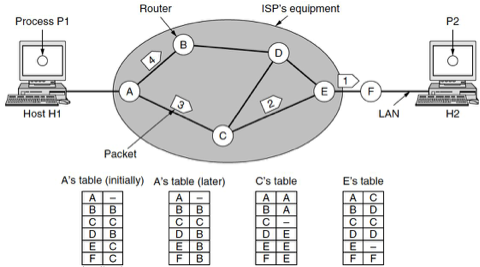 Router
ISP's equipment
Process P1
P2
B
D
4
1
A
E
F
3
2
Host H1
LAN
H2
C
Packet
A's table (initially)
A –
B B
C C
D B
E C
F C
A's table (later)
A –
B B
C C
D B
E B
F B
C's table
A A
B A
C –
D E
E E
F E
E's table
A C
B D
C C
D D
E –
F F